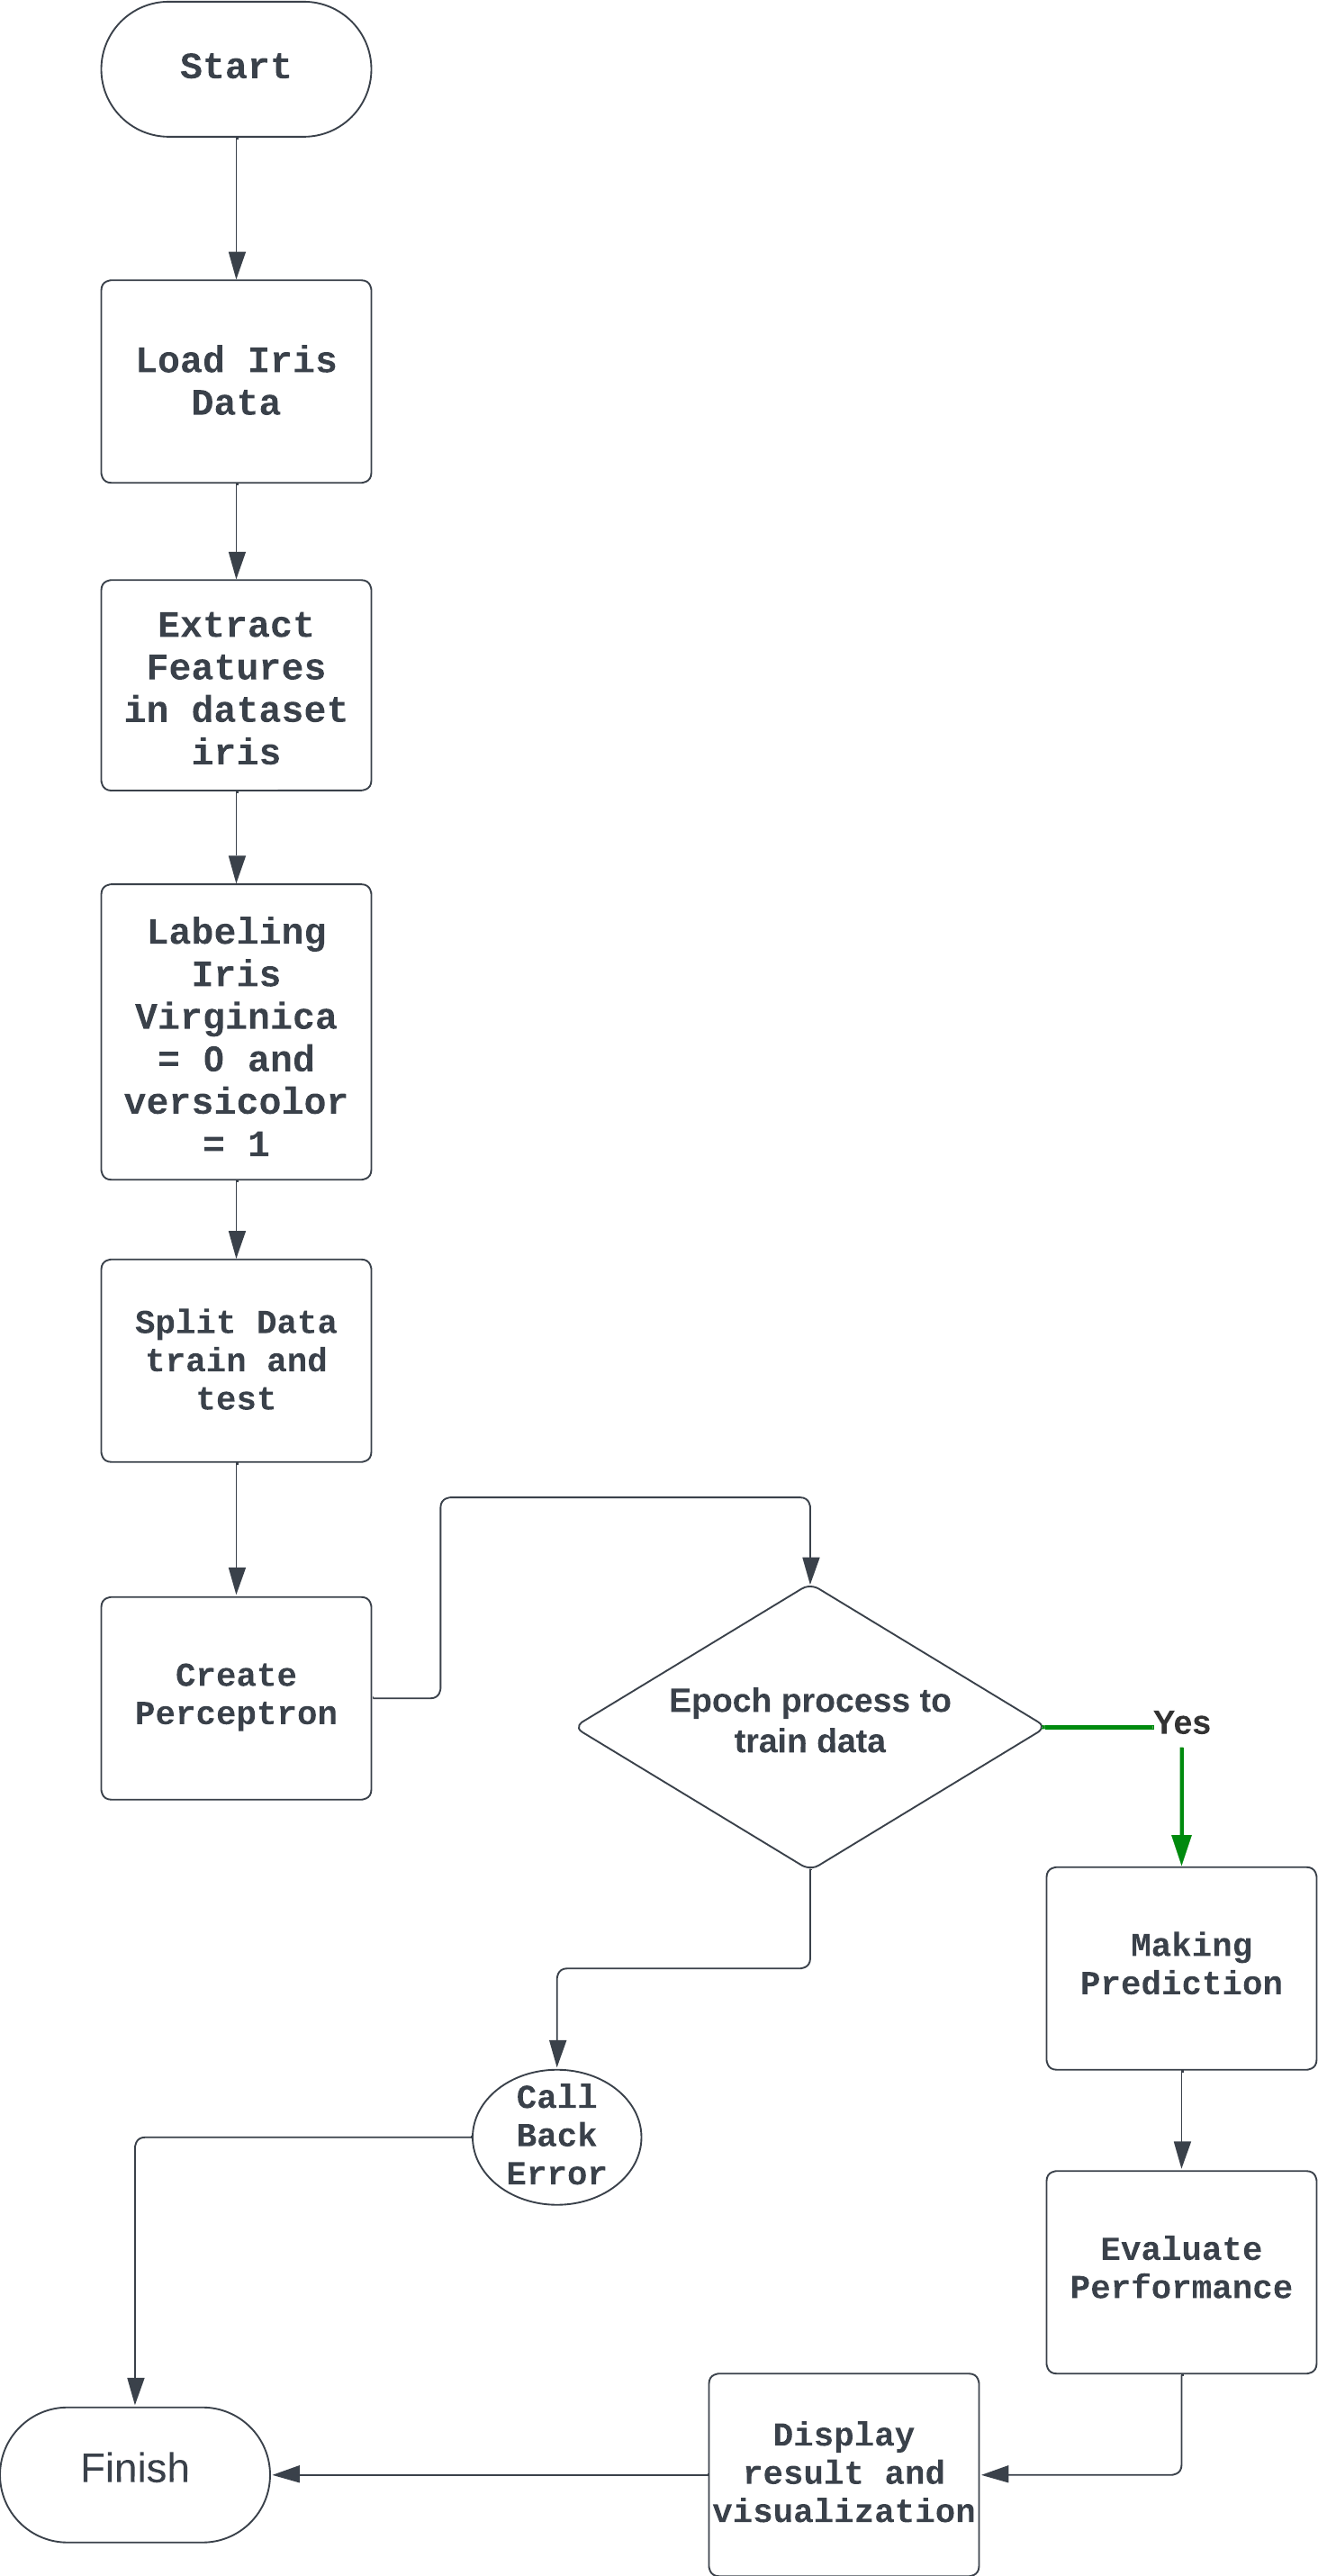 Start
Load Iris
Data
Extract
Features
in dataset
iris
Labeling
Iris
Virginica
= 0 and
versicolor
= 1
Split Data
train and
test
Create
Perceptron
Epoch process to
train data
Yes
Making
Prediction
Call
Back
Error
Evaluate
Performance
Display
result and
visualization
Finish